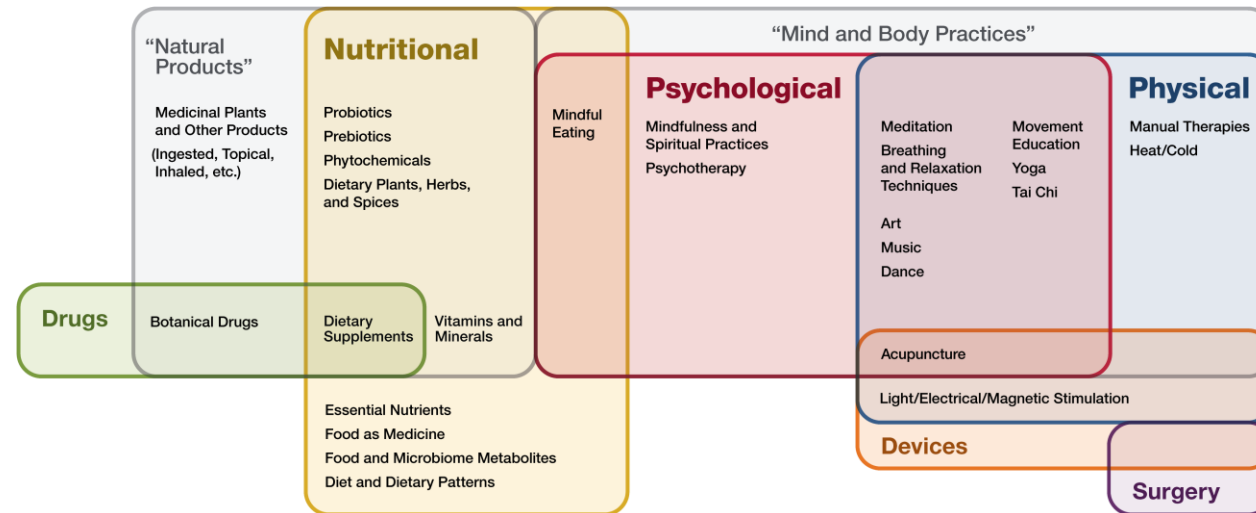 “Natural
Products”
Medicinal Plants
and Other Products
(Ingested, Topical,
Inhaled, etc.)
Nutritional
Probiotics
Prebiotics
Phytochemicals
Dietary Plants, Herbs,
and Spices
“Mind and Body Practices”
Mindful
Eating
Psychological
Mindfulness and
Spiritual Practices
Psychotherapy
Meditation
Breathing
and Relaxation
Techniques
Art
Music
Dance
Movement
Education
Yoga
Tai Chi
Physical
Manual Therapies
Heat/Cold
Drugs
Botanical Drugs
Dietary
Supplements
Vitamins and
Minerals
Acupuncture
Light/Electrical/Magnetic Stimulation
Essential Nutrients
Food as Medicine
Food and Microbiome Metabolites
Diet and Dietary Patterns
Devices
Surgery